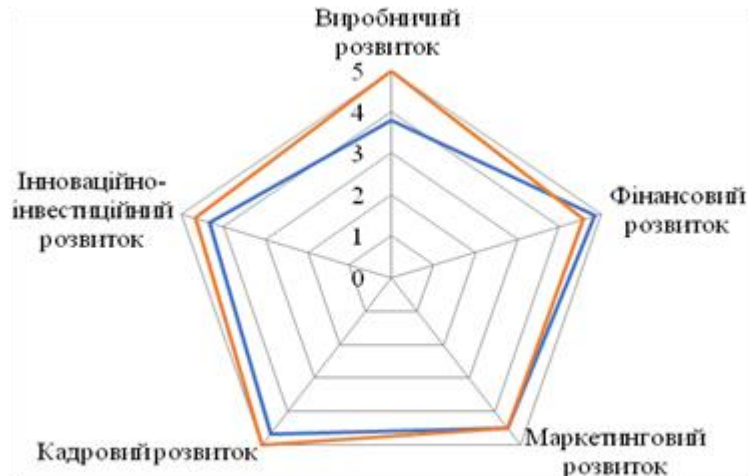 Виробничий
розвиток
5
4
3
2
1
0
Фінансовий
розвиток
Маркетинговий
розвиток
Кадровий розвиток
Інноваційно-
інвестиційний
розвиток